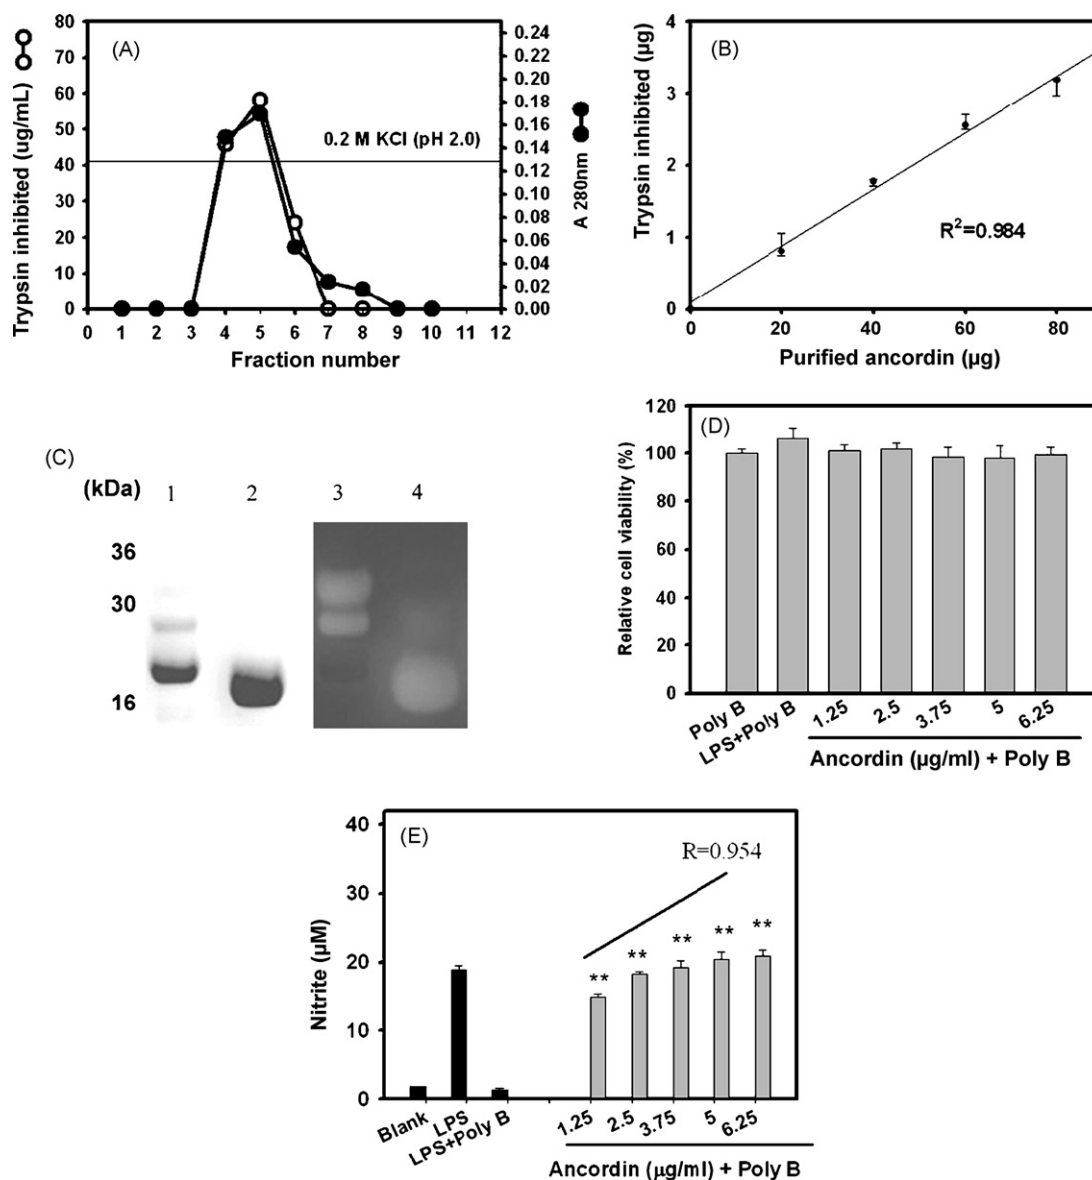 (A)
80
70
60
50
40
30
20
10
0
Trypsin inhibited (ug/mL)
0.2 M KCl (pH 2.0)
0.24
0.22
0.20
0.18
0.16
0.14
0.12
0.10
0.08
0.06
0.04
0.02
0.00
A 280nm
0 1 2 3 4 5 6 7 8 9 10 11 12
Fraction number
(B)
4
3
2
1
0
Trypsin inhibited (µg)
R²=0.984
0 20 40 60 80
Purified ancordin (µg)
(C)
(kDa) 1 2 3 4
36
30
16
(D)
120
100
80
60
40
20
0
Relative cell viability (%)
Poly B LPS+Poly B 1.25 2.5 3.75 5 6.25
Ancordin (µg/ml) + Poly B
(E)
40
30
20
10
0
Nitrite (µM)
R=0.954
** ** ** ** **
Blank LPS LPS+Poly B 1.25 2.5 3.75 5 6.25
Ancordin (µg/ml) + Poly B